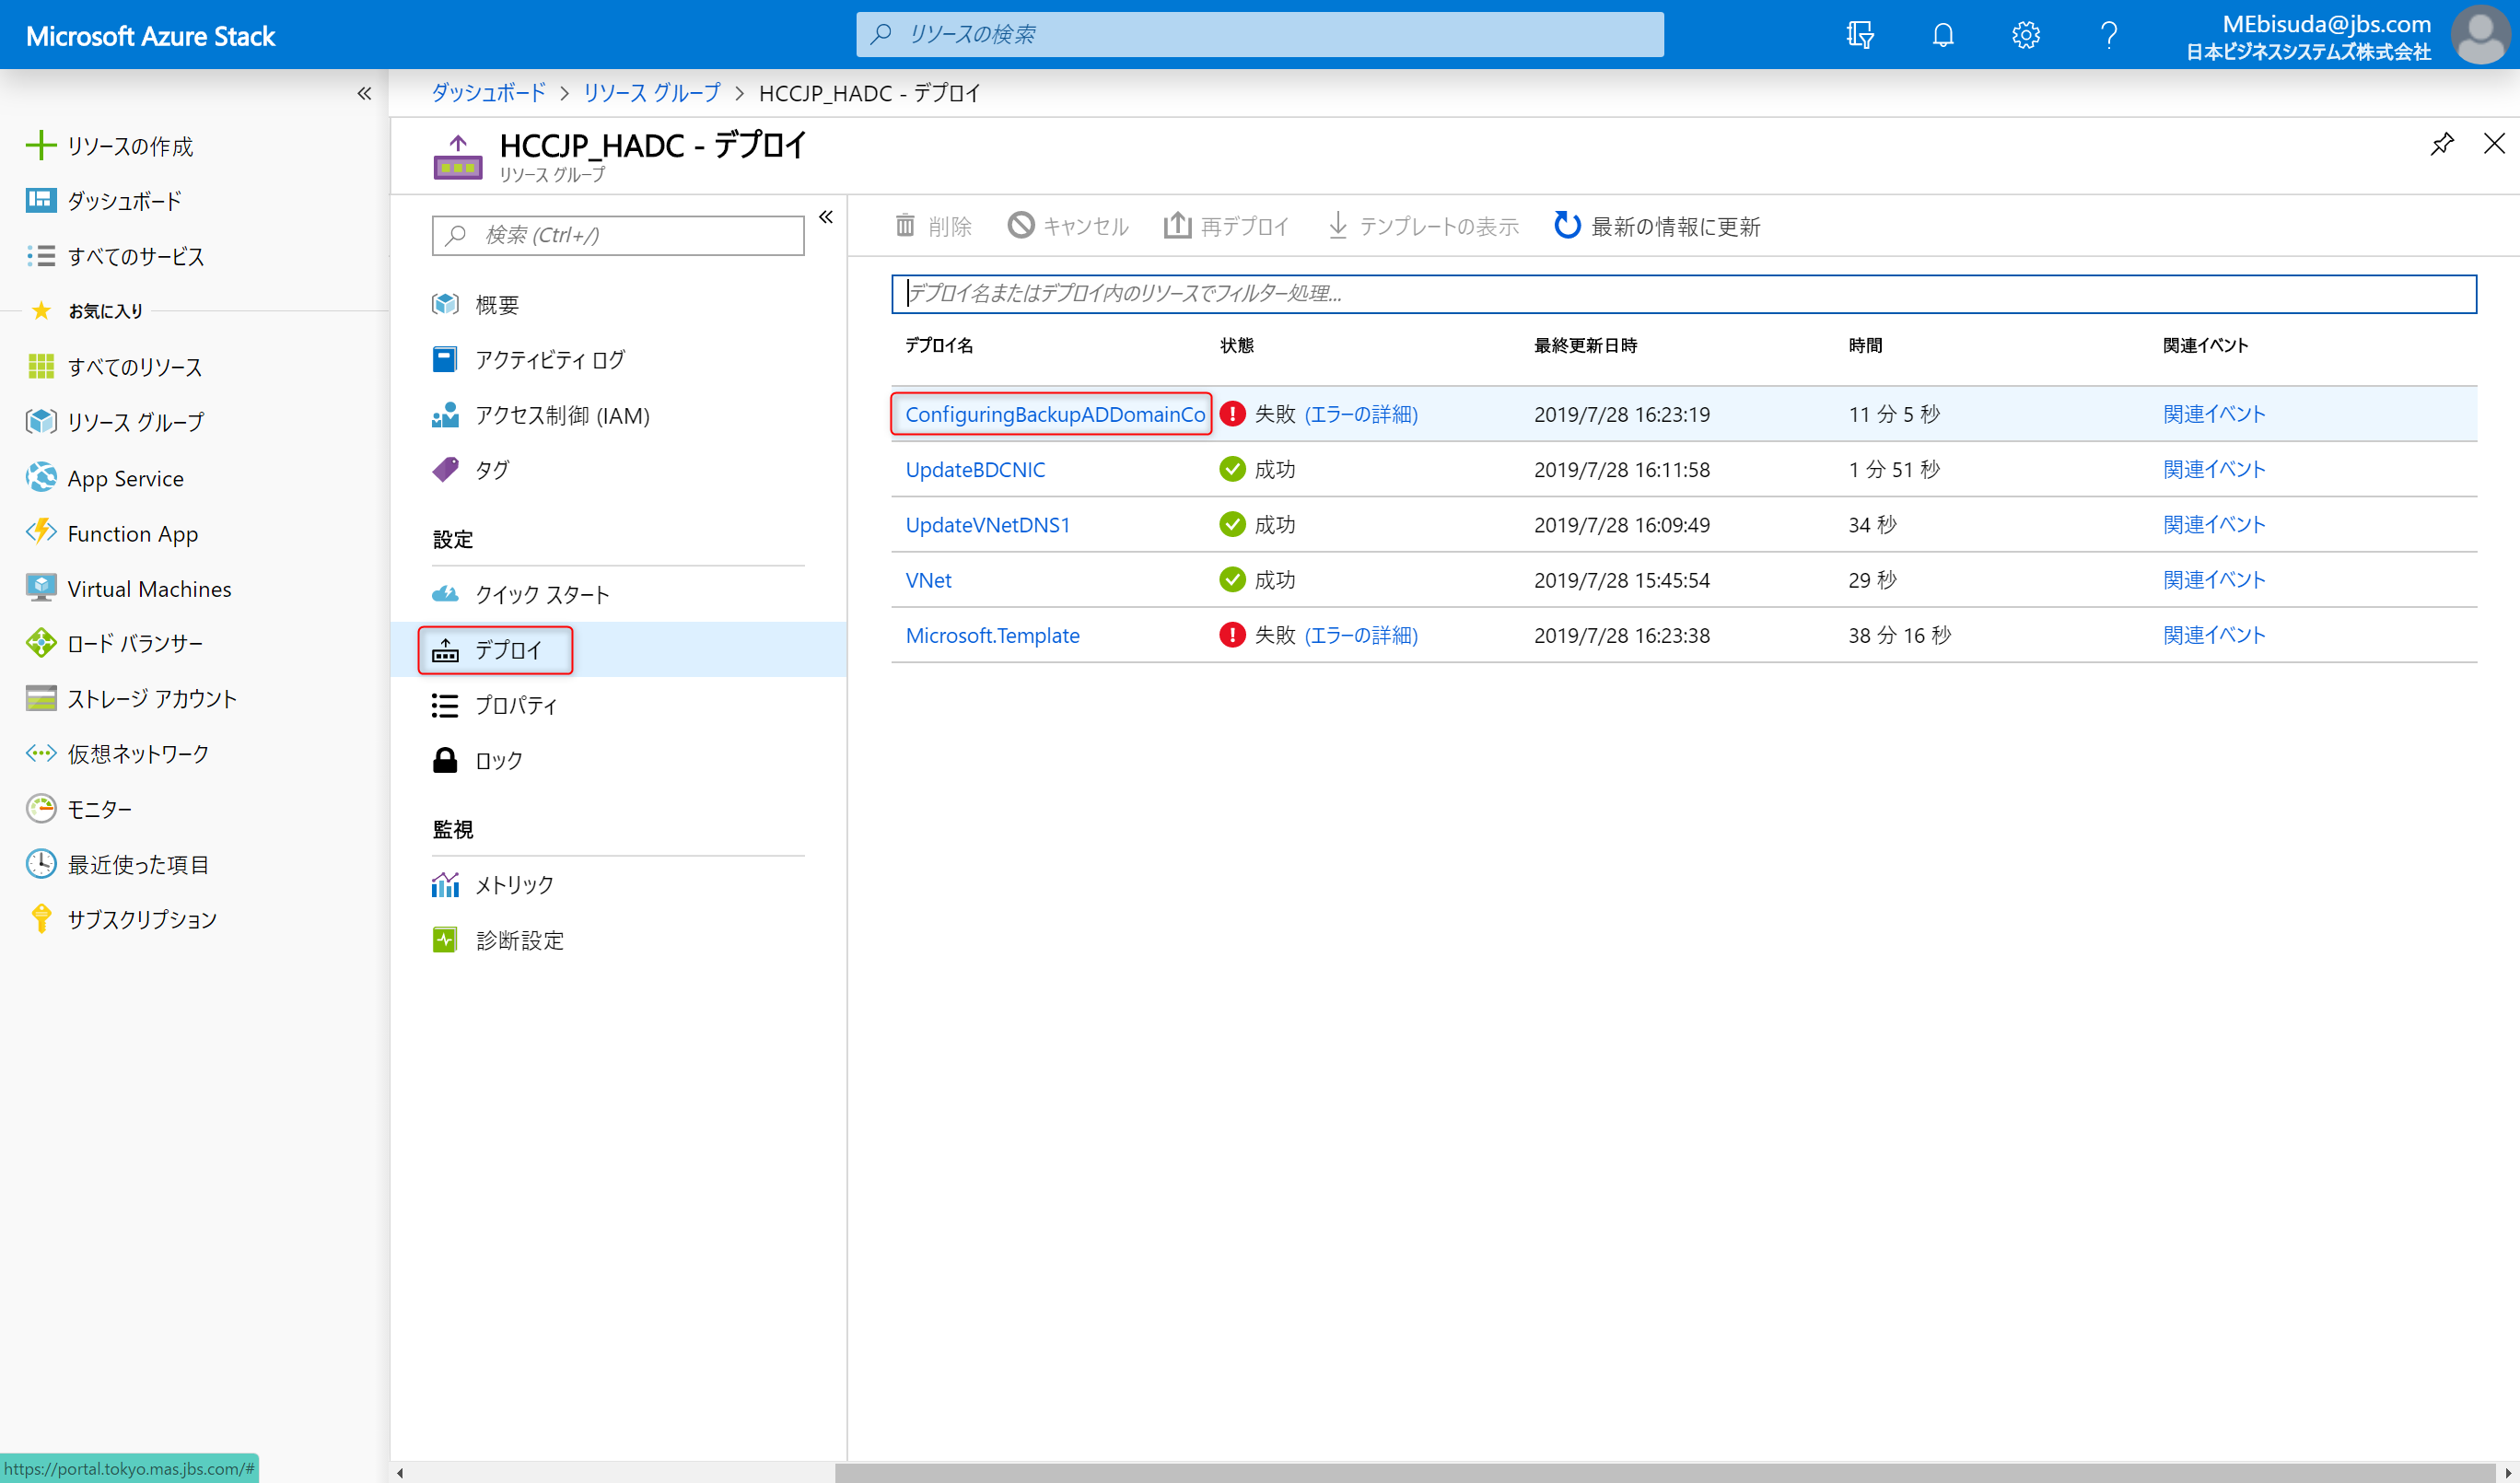 Microsoft Azure Stack
リソースの検索
MEbisuda@jbs.com
日本ビジネスシステムズ株式会社
«
ダッシュボード > リソース グループ > HCCJP_HADC - デプロイ
リソースの作成
ダッシュボード
すべてのサービス
お気に入り
すべてのリソース
リソース グループ
App Service
Function App
Virtual Machines
ロード バランサー
ストレージ アカウント
仮想ネットワーク
モニター
最近使った項目
サブスクリプション
HCCJP_HADC - デプロイ
リソース グループ
検索 (Ctrl+/)
«
概要
アクティビティ ログ
アクセス制御 (IAM)
タグ
設定
クイック スタート
デプロイ
プロパティ
ロック
監視
メトリック
診断設定
削除 キャンセル 再デプロイ テンプレートの表示 最新の情報に更新
デプロイ名またはデプロイ内のリソースでフィルター処理...
デプロイ名 状態 最終更新日時 時間 関連イベント
ConfiguringBackupADDomainCo 失敗 (エラーの詳細) 2019/7/28 16:23:19 11 分 5 秒 関連イベント
UpdateBDCNIC 成功 2019/7/28 16:11:58 1 分 51 秒 関連イベント
UpdateVNetDNS1 成功 2019/7/28 16:09:49 34 秒 関連イベント
VNet 成功 2019/7/28 15:45:54 29 秒 関連イベント
Microsoft.Template 失敗 (エラーの詳細) 2019/7/28 16:23:38 38 分 16 秒 関連イベント
https://portal.tokyo.mas.jbs.com/#